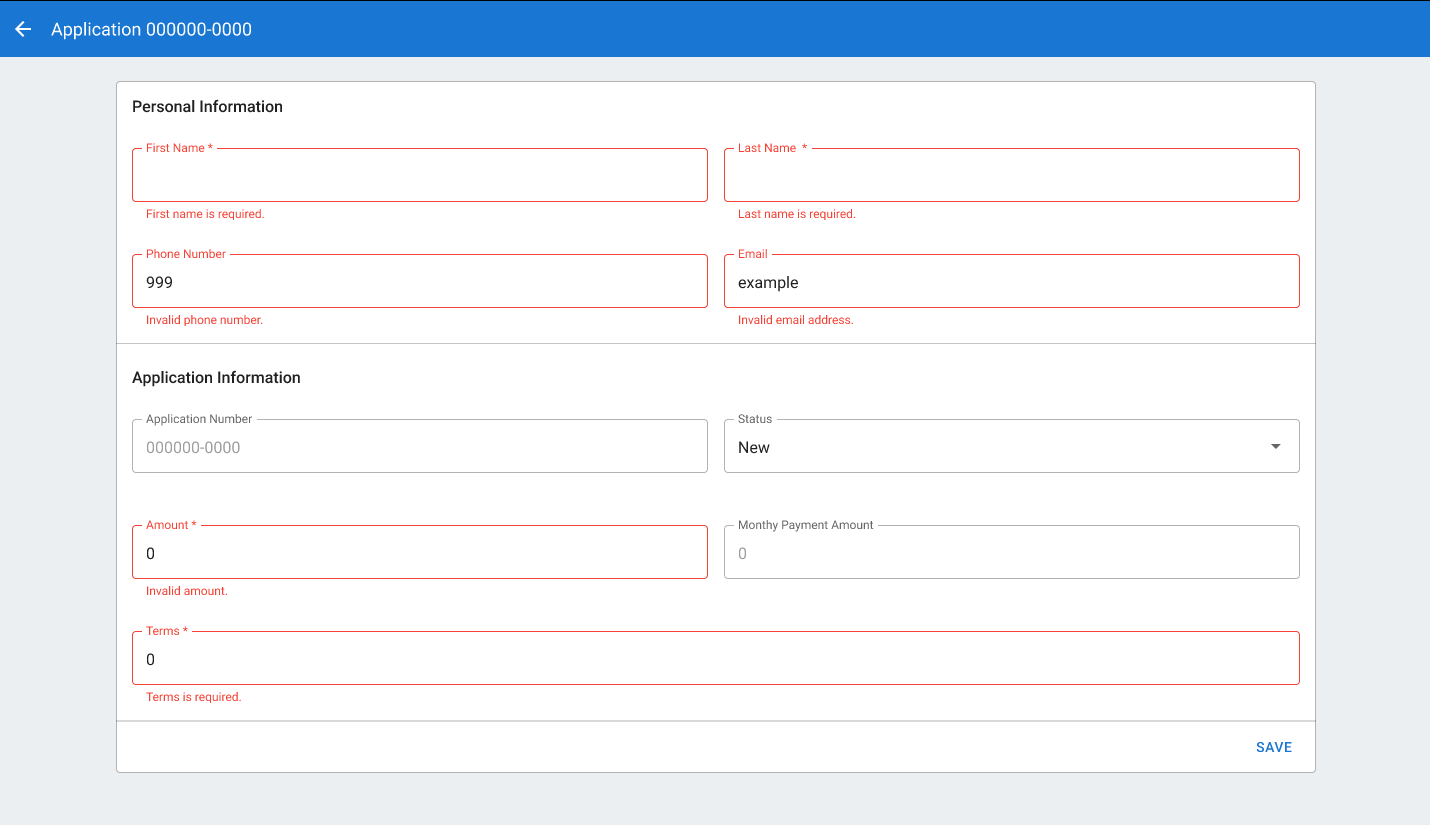 Application 000000-0000
Personal Information
First Name *
Last Name *
First name is required.
Last name is required.
Phone Number
Email
999
example
Invalid phone number.
Invalid email address.
Application Information
Application Number
Status
000000-0000
New
Amount *
Monthy Payment Amount
0
0
Invalid amount.
Terms *
0
Terms is required.
SAVE